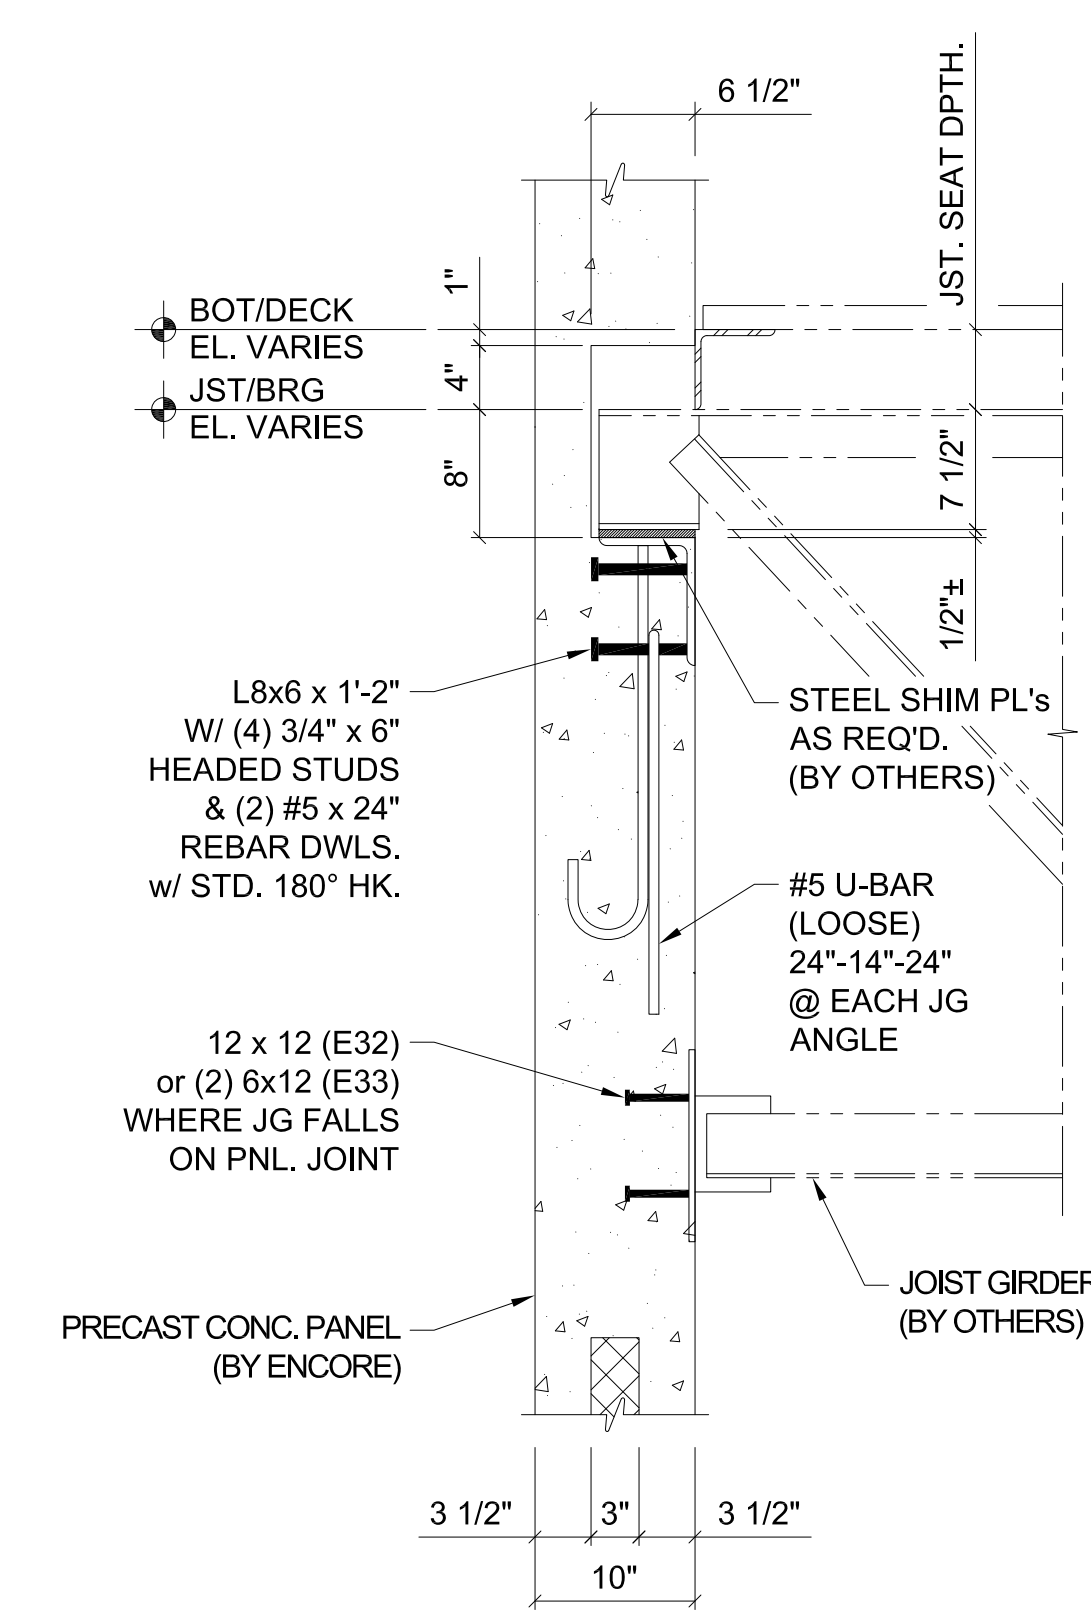 6 1/2"
JST. SEAT DPTH.
1"
BOT/DECK
EL. VARIES
4"
JST/BRG
EL. VARIES
8"
7 1/2"
1/2"±
L8x6 x 1'-2"
W/ (4) 3/4" x 6"
HEADED STUDS
& (2) #5 x 24"
REBAR DWLS.
w/ STD. 180° HK.
STEEL SHIM PL's
AS REQ'D.
(BY OTHERS)
#5 U-BAR
(LOOSE)
24"-14"-24"
@ EACH JG
ANGLE
12 x 12 (E32)
or (2) 6x12 (E33)
WHERE JG FALLS
ON PNL. JOINT
JOIST GIRDER
(BY OTHERS)
PRECAST CONC. PANEL
(BY ENCORE)
3 1/2"
3"
3 1/2"
10"